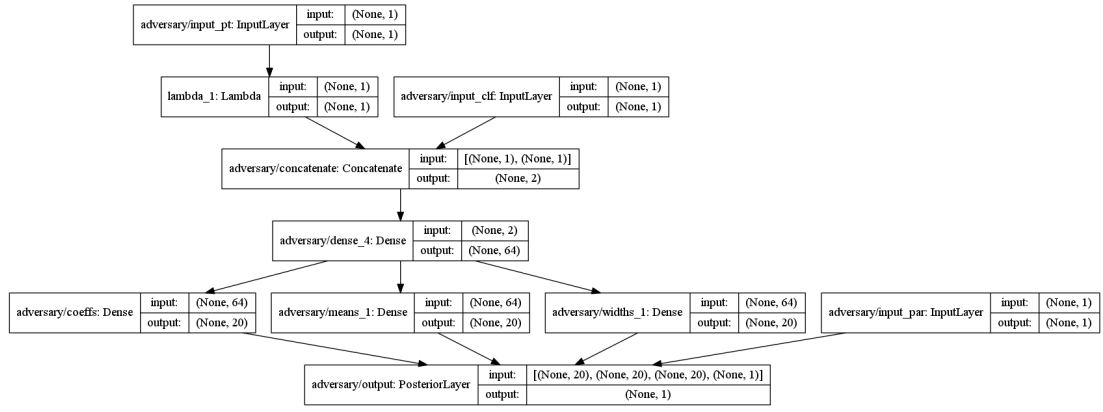 adversary/input_pt: InputLayer
input: (None, 1)
output: (None, 1)
lambda_1: Lambda
input: (None, 1)
output: (None, 1)
adversary/input_clf: InputLayer
input: (None, 1)
output: (None, 1)
adversary/concatenate: Concatenate
input: [(None, 1), (None, 1)]
output: (None, 2)
adversary/dense_4: Dense
input: (None, 2)
output: (None, 64)
adversary/coeffs: Dense
input: (None, 64)
output: (None, 20)
adversary/means_1: Dense
input: (None, 64)
output: (None, 20)
adversary/widths_1: Dense
input: (None, 64)
output: (None, 20)
adversary/input_par: InputLayer
input: (None, 1)
output: (None, 1)
adversary/output: PosteriorLayer
input: [(None, 20), (None, 20), (None, 20), (None, 1)]
output: (None, 1)